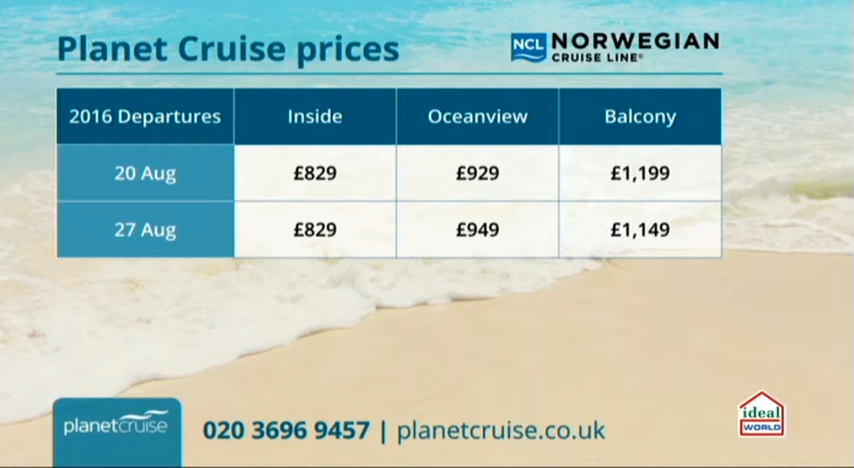 Planet Cruise prices
NCL NORWEGIAN
CRUISE LINE®
2016 Departures Inside Oceanview Balcony
20 Aug £829 £929 £1,199
27 Aug £829 £949 £1,149
planetcruise
020 3696 9457 | planetcruise.co.uk
ideal
WORLD